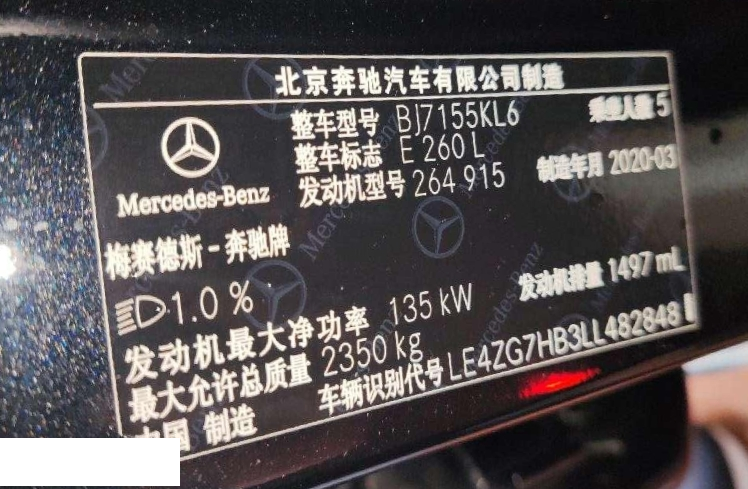 北京奔驰汽车有限公司制造
整车型号 BJ7155KL6 乘坐人数 5
整车标志 E 260 L
发动机型号 264 915 制造年月 2020-03
Mercedes-Benz
梅赛德斯－奔驰牌
1.0 % 发动机排量 1497 mL
发动机最大净功率 135 kW
最大允许总质量 2350 kg
中国 制造 车辆识别代号 LE4ZG7HB3LL482848